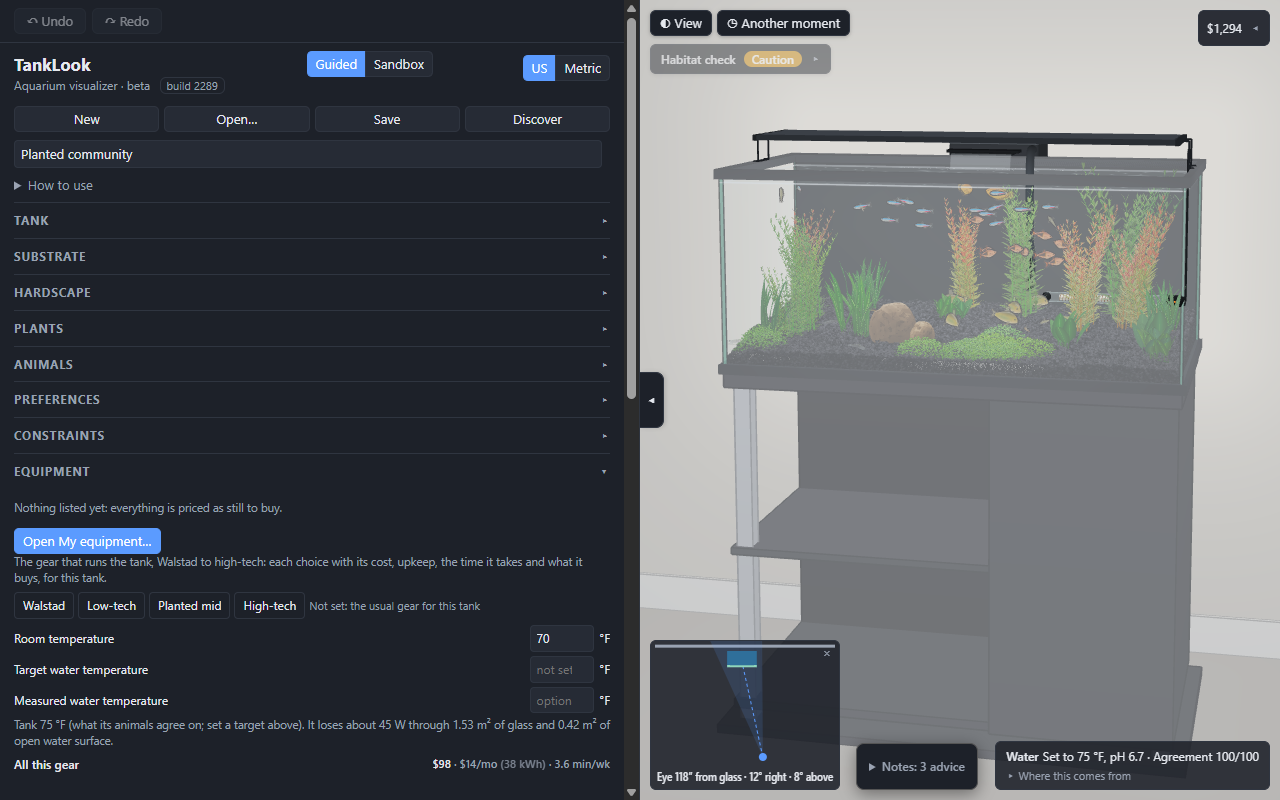 Undo
Redo
TankLook
Aquarium visualizer · beta
build 2289
Guided
Sandbox
US
Metric
New
Open...
Save
Discover
Planted community
How to use
TANK
SUBSTRATE
HARDSCAPE
PLANTS
ANIMALS
PREFERENCES
CONSTRAINTS
EQUIPMENT
Nothing listed yet: everything is priced as still to buy.
Open My equipment...
The gear that runs the tank, Walstad to high-tech: each choice with its cost, upkeep, the time it takes and what it
buys, for this tank.
Walstad
Low-tech
Planted mid
High-tech
Not set: the usual gear for this tank
Room temperature
70
°F
Target water temperature
not set
°F
Measured water temperature
option
°F
Tank 75 °F (what its animals agree on; set a target above). It loses about 45 W through 1.53 m² of glass and 0.42 m² of
open water surface.
All this gear
$98 · $14/mo (38 kWh) · 3.6 min/wk
View
Another moment
$1,294
Habitat check
Caution
Eye 118″ from glass · 12° right · 8° above
Notes: 3 advice
Water Set to 75 °F, pH 6.7 · Agreement 100/100
Where this comes from